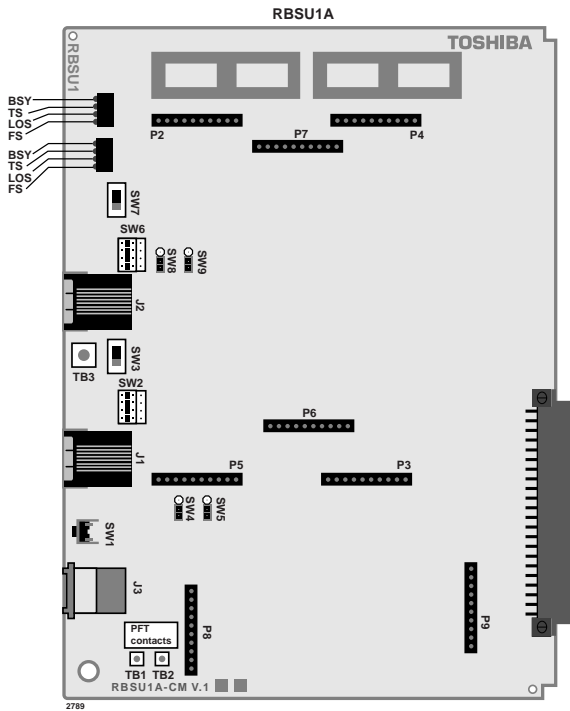 RBSU1A
RBSU1
TOSHIBA
BSY
TS
LOS
FS
BSY
TS
LOS
FS
P2
P7
P4
SW7
SW6
SW8
SW9
J2
TB3
SW3
SW2
P6
J1
P5
P3
SW4
SW5
SW1
J3
P8
P9
PFT
contacts
TB1 TB2
RBSU1A-CM V.1
2789